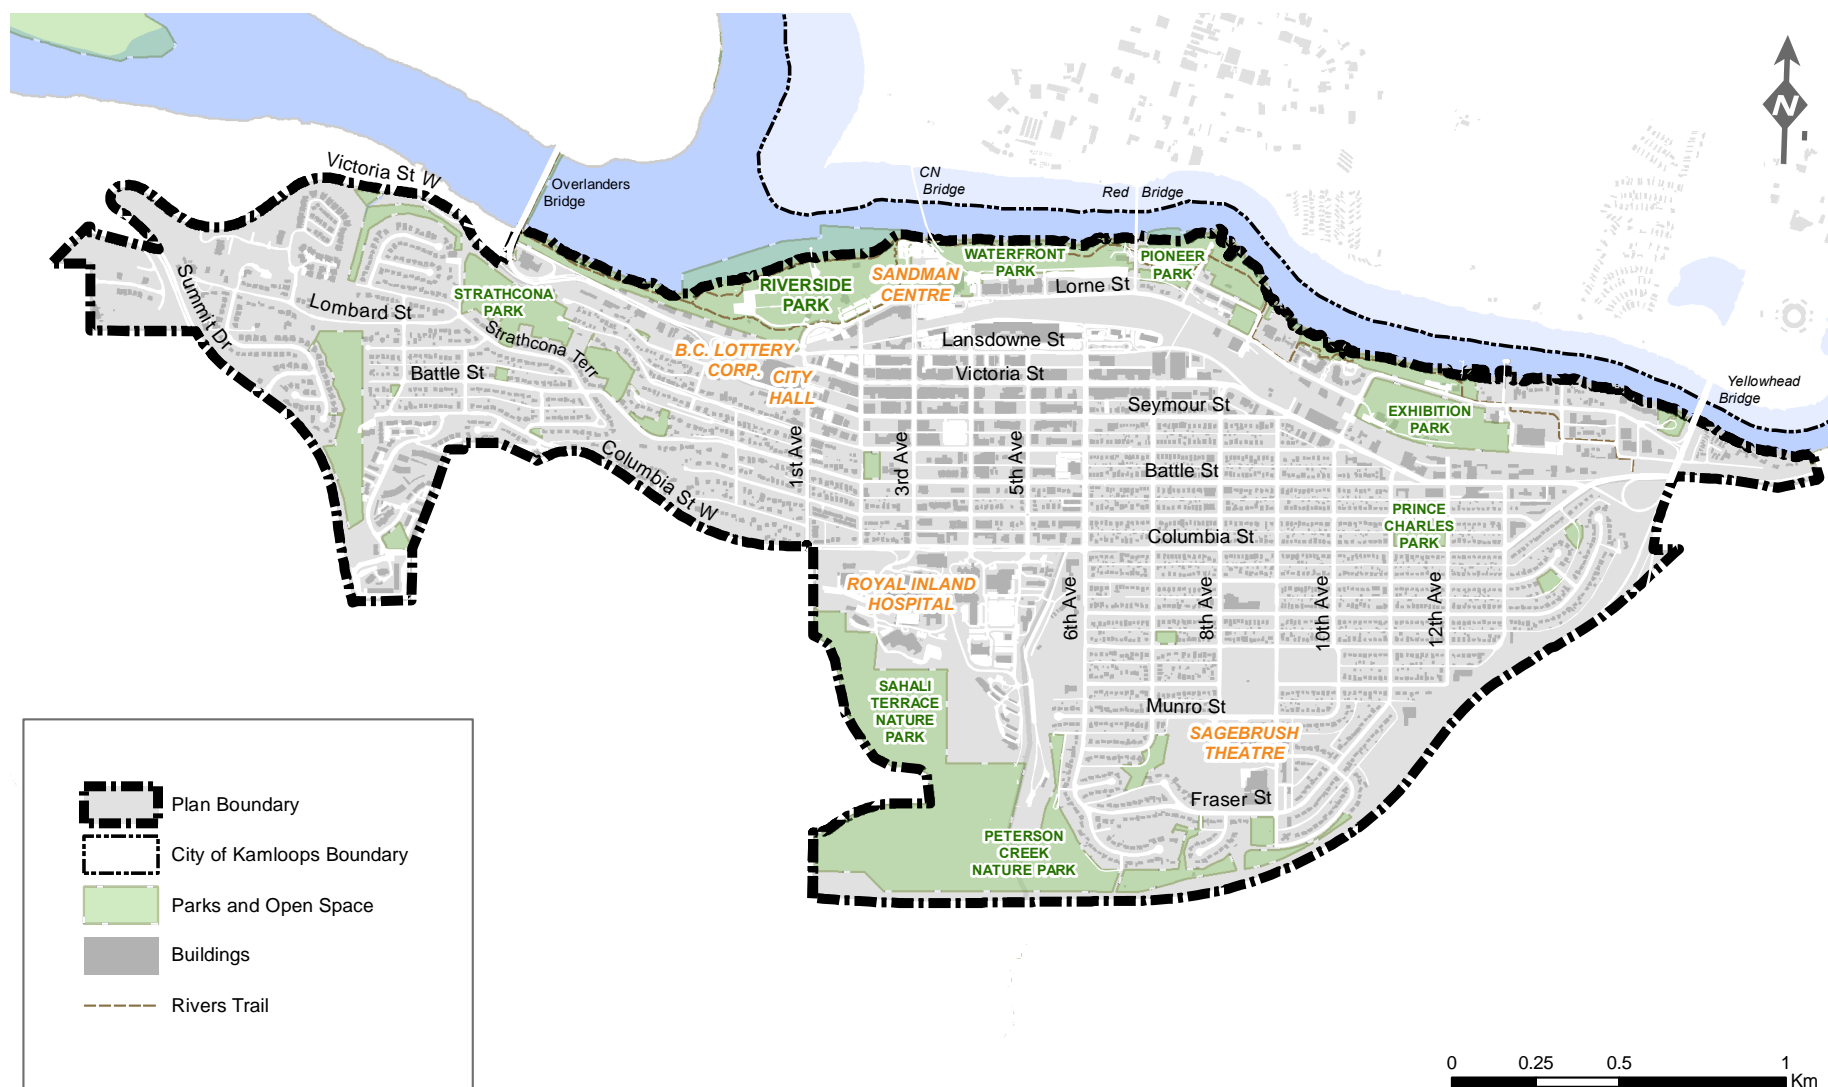 N
Victoria St W
Overlanders
Bridge
CN
Bridge
Red Bridge
Yellowhead
Bridge
Summit Dr
Lombard St
STRATHCONA
PARK
Strathcona Terr
Battle St
RIVERSIDE
PARK
SANDMAN
CENTRE
WATERFRONT
PARK
PIONEER
PARK
Lorne St
Lansdowne St
B.C. LOTTERY
CORP.
CITY
HALL
Victoria St
Seymour St
EXHIBITION
PARK
Columbia St W
1st Ave
3rd Ave
5th Ave
Battle St
PRINCE
CHARLES
PARK
Columbia St
ROYAL INLAND
HOSPITAL
6th Ave
8th Ave
10th Ave
12th Ave
SAHALI
TERRACE
NATURE
PARK
Munro St
SAGEBRUSH
THEATRE
Fraser St
PETERSON
CREEK
NATURE PARK
Plan Boundary
City of Kamloops Boundary
Parks and Open Space
Buildings
Rivers Trail
0 0.25 0.5 1
Km